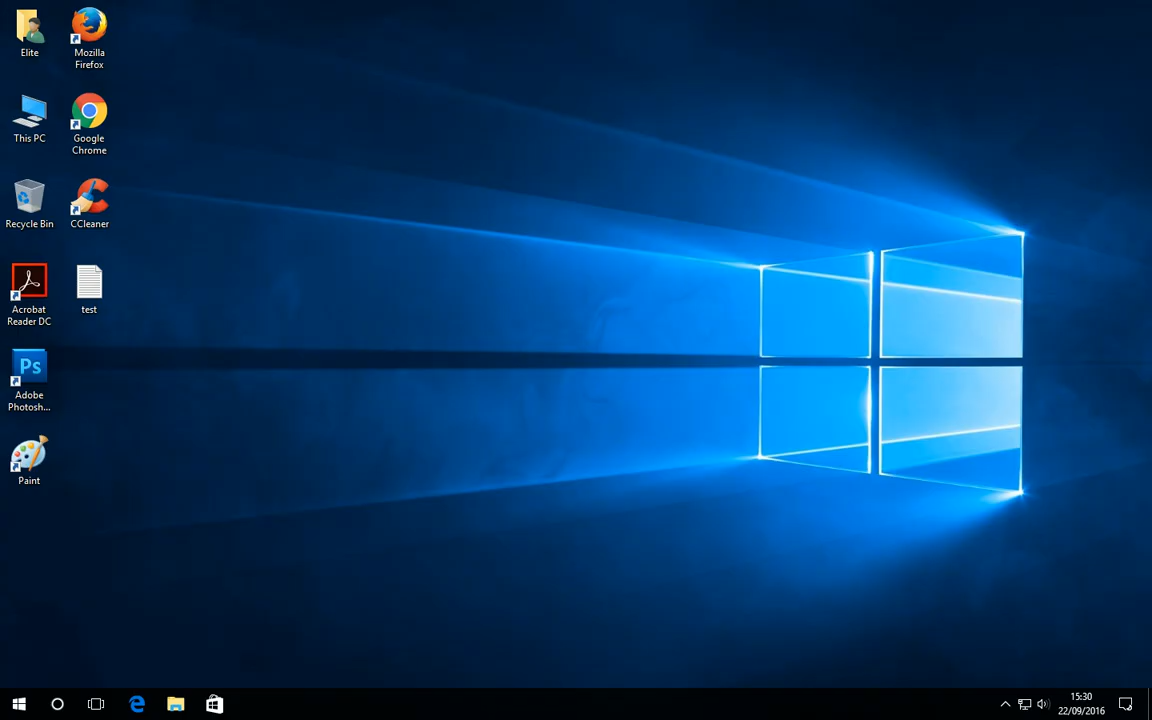 Elite
Mozilla
Firefox
This PC
Google
Chrome
Recycle Bin
CCleaner
Acrobat
Reader DC
test
Ps
Adobe
Photosh...
Paint
15:30
22/09/2016